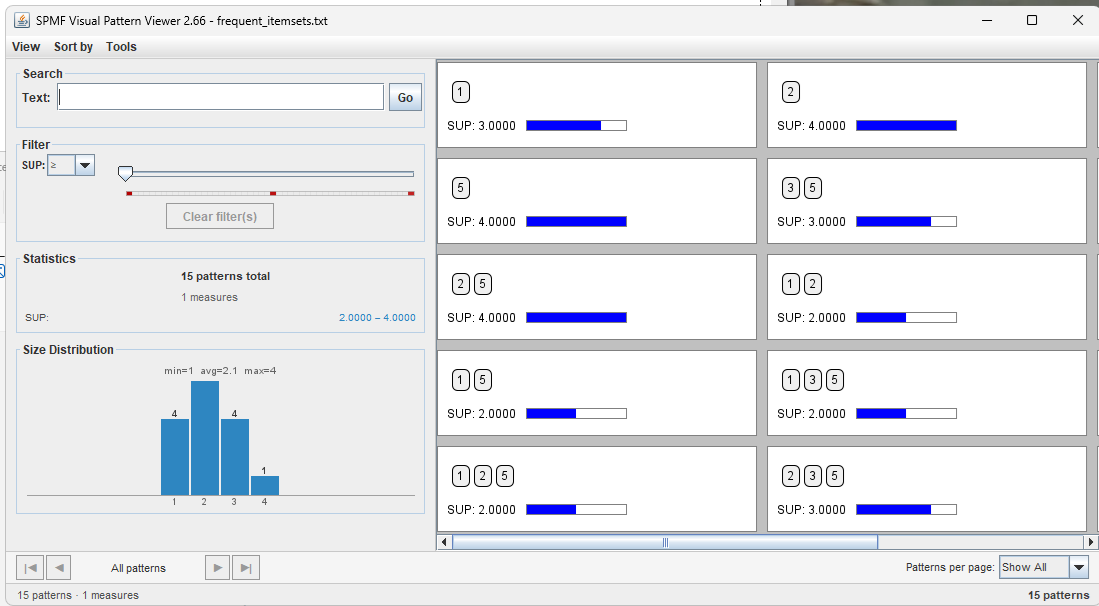 SPMF Visual Pattern Viewer 2.66 - frequent_itemsets.txt
View Sort by Tools
Search
Text: Go
Filter
SUP: ≥
Clear filter(s)
Statistics
15 patterns total
1 measures
SUP: 2.0000 – 4.0000
Size Distribution
min=1 avg=2.1 max=4
4 4 1
1 2 3 4
1
SUP: 3.0000
2
SUP: 4.0000
5
SUP: 4.0000
3 5
SUP: 3.0000
2 5
SUP: 4.0000
1 2
SUP: 2.0000
1 5
SUP: 2.0000
1 3 5
SUP: 2.0000
1 2 5
SUP: 2.0000
2 3 5
SUP: 3.0000
All patterns
Patterns per page: Show All
15 patterns · 1 measures
15 patterns